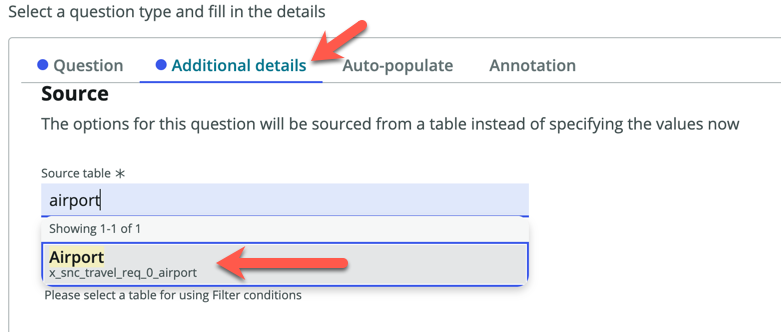 Select a question type and fill in the details
Question Additional details Auto-populate Annotation
Source
The options for this question will be sourced from a table instead of specifying the values now
Source table *
airport
Showing 1-1 of 1
Airport
x_snc_travel_req_0_airport
Please select a table for using Filter conditions